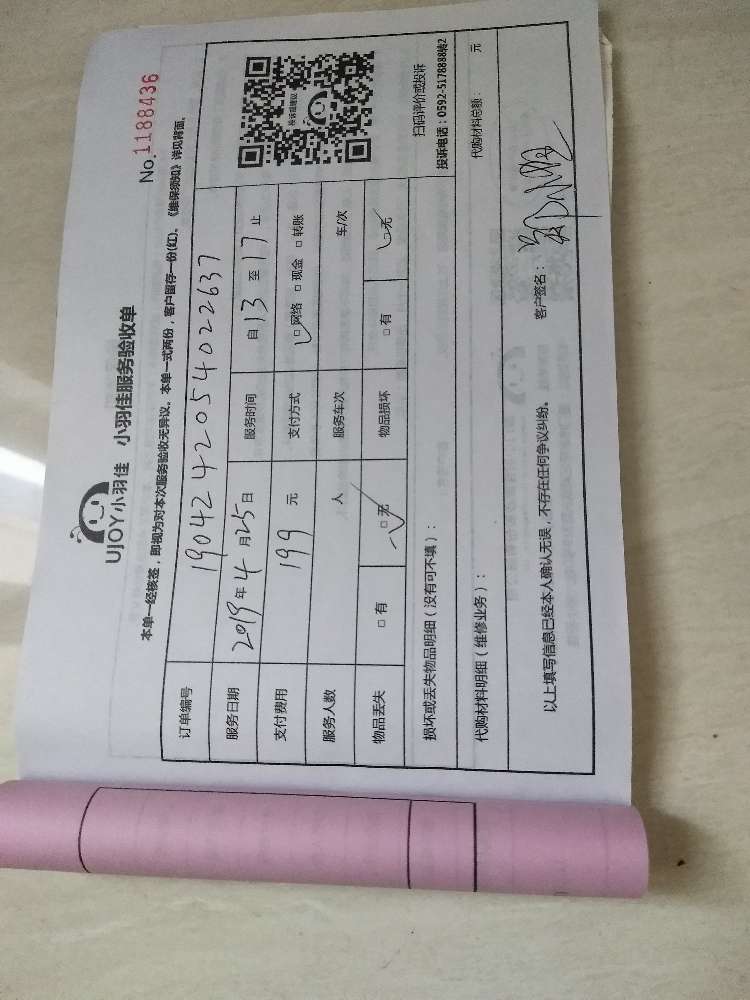 No.1188436
UJOY小羽佳 小羽佳服务验收单
本单一经核签，即视为对本次服务验收无异议。本单一式两份，客户留存一份(红)。《维保须知》详见背面。
订单编号 1904242054022637
服务日期 2019年4月25日 服务时间 自13至17止
支付费用 199元 支付方式 □网络 □现金 □转账
服务人数 人 服务车次 车/次
物品丢失 □有 □无 物品损坏 □有 □无
扫码评价或投诉
投诉电话：0592-5178888转2
损坏或丢失物品明细（没有可不填）：
代购材料明细（维修业务）： 代购材料总额： 元
以上填写信息已经本人确认无误，不存在任何争议纠纷。 客户签名：